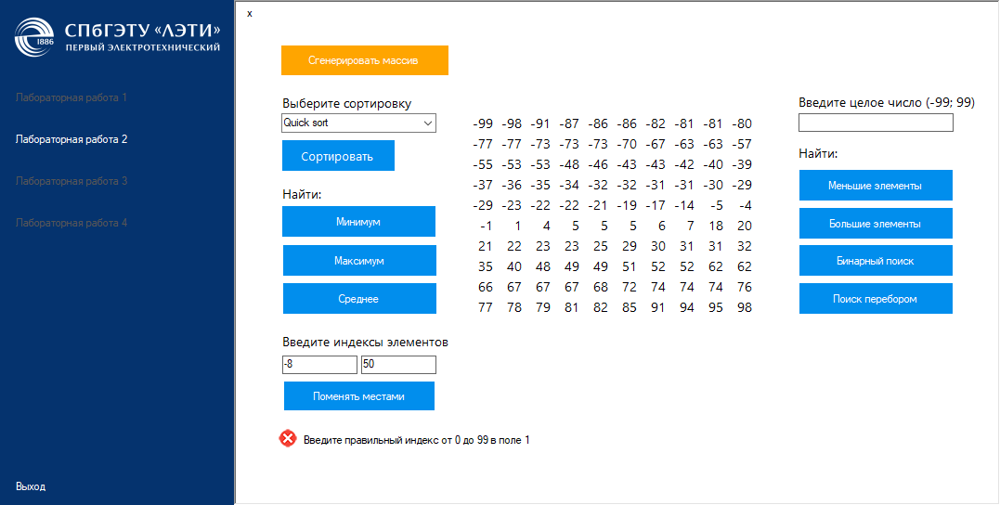 1886
СПбГЭТУ «ЛЭТИ»
ПЕРВЫЙ ЭЛЕКТРОТЕХНИЧЕСКИЙ
Лабораторная работа 1
Лабораторная работа 2
Лабораторная работа 3
Лабораторная работа 4
Выход
x
Сгенерировать массив
Выберите сортировку
Quick sort
Сортировать
Найти:
Минимум
Максимум
Среднее
Введите индексы элементов
-8 50
Поменять местами
Введите правильный индекс от 0 до 99 в поле 1
-99 -98 -91 -87 -86 -86 -82 -81 -81 -80
-77 -77 -73 -73 -73 -70 -67 -63 -63 -57
-55 -53 -53 -48 -46 -43 -43 -42 -40 -39
-37 -36 -35 -34 -32 -32 -31 -31 -30 -29
-29 -23 -22 -22 -21 -19 -17 -14 -5 -4
-1 1 4 5 5 5 6 7 18 20
21 22 23 23 25 29 30 31 31 32
35 40 48 49 49 51 52 52 62 62
66 67 67 68 72 74 74 74 74 76
77 78 79 81 82 85 91 94 95 98
Введите целое число (-99; 99)
Найти:
Меньшие элементы
Большие элементы
Бинарный поиск
Поиск перебором